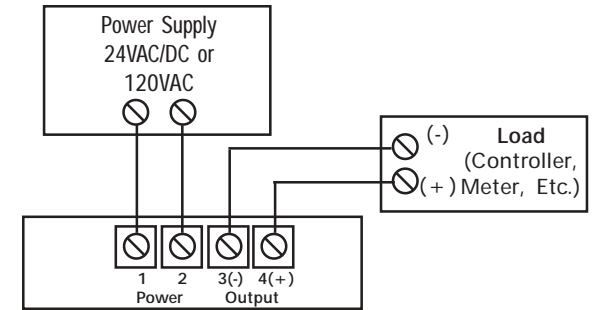 Power Supply
24VAC/DC or
120VAC
(-) Load
(Controller,
(+) Meter, Etc.)
1 2 3(-) 4(+)
Power Output